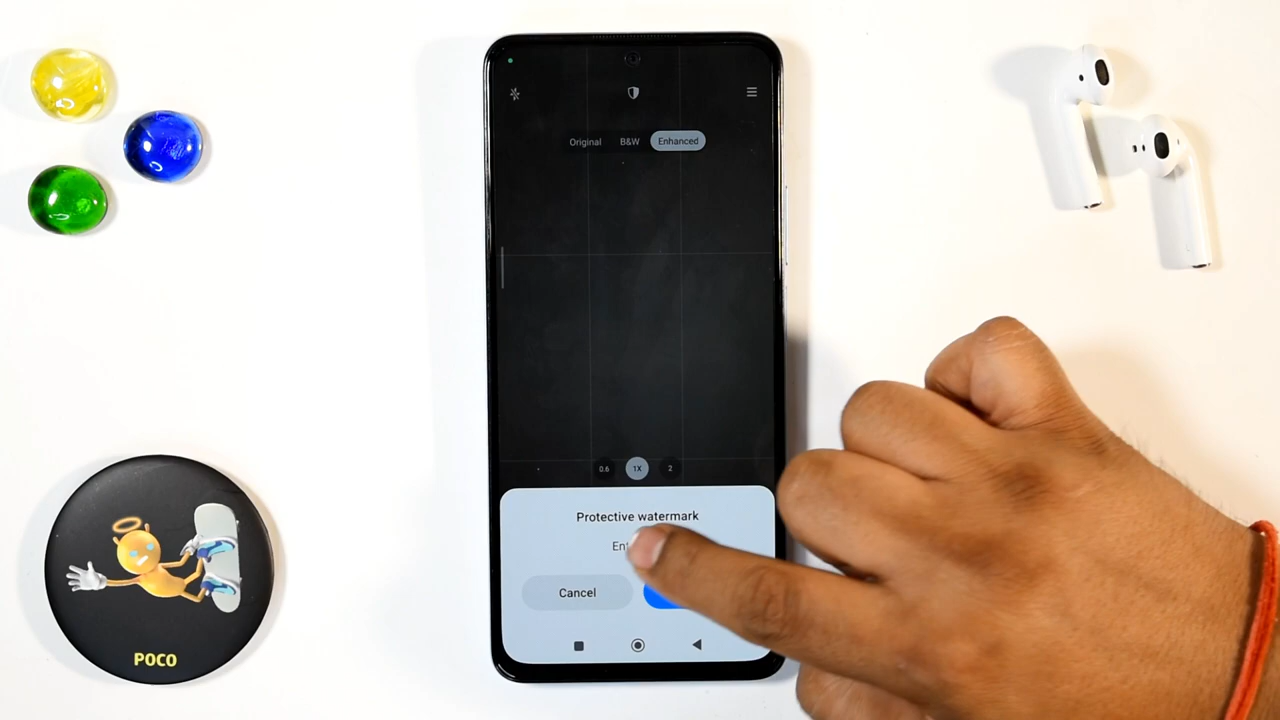 Original B&W Enhanced
0.6 1X 2
Protective watermark
Cancel
POCO